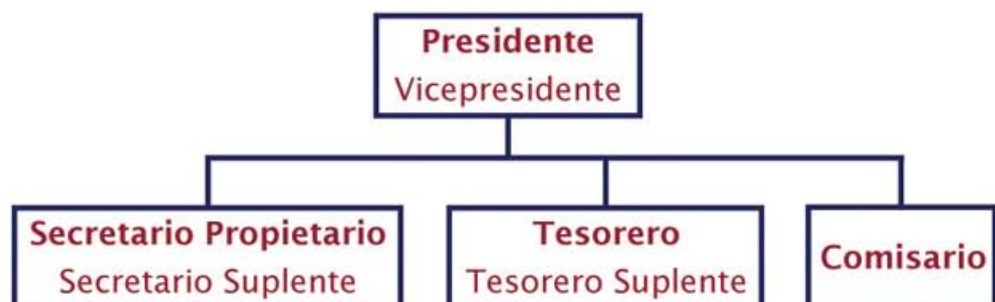 Presidente
Vicepresidente
Secretario Propietario
Secretario Suplente
Tesorero
Tesorero Suplente
Comisario